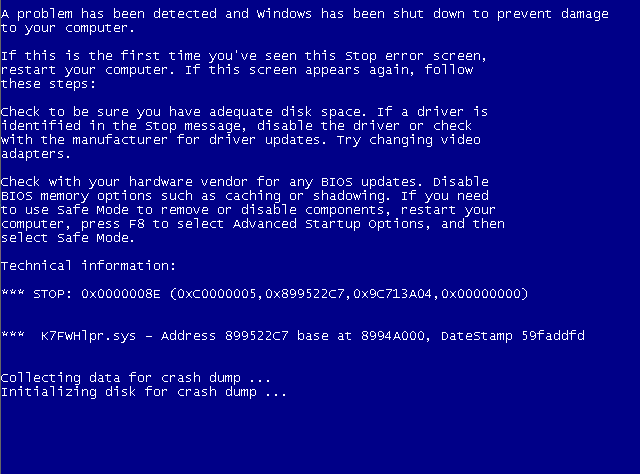 A problem has been detected and Windows has been shut down to prevent damage
to your computer.
If this is the first time you've seen this Stop error screen,
restart your computer. If this screen appears again, follow
these steps:
Check to be sure you have adequate disk space. If a driver is
identified in the Stop message, disable the driver or check
with the manufacturer for driver updates. Try changing video
adapters.
Check with your hardware vendor for any BIOS updates. Disable
BIOS memory options such as caching or shadowing. If you need
to use Safe Mode to remove or disable components, restart your
computer, press F8 to select Advanced Startup Options, and then
select Safe Mode.
Technical information:
*** STOP: 0x0000008E (0xC0000005,0x899522C7,0x9C713A04,0x00000000)
***  K7FWHlpr.sys - Address 899522C7 base at 8994A000, DateStamp 59faddfd
Collecting data for crash dump ...
Initializing disk for crash dump ...